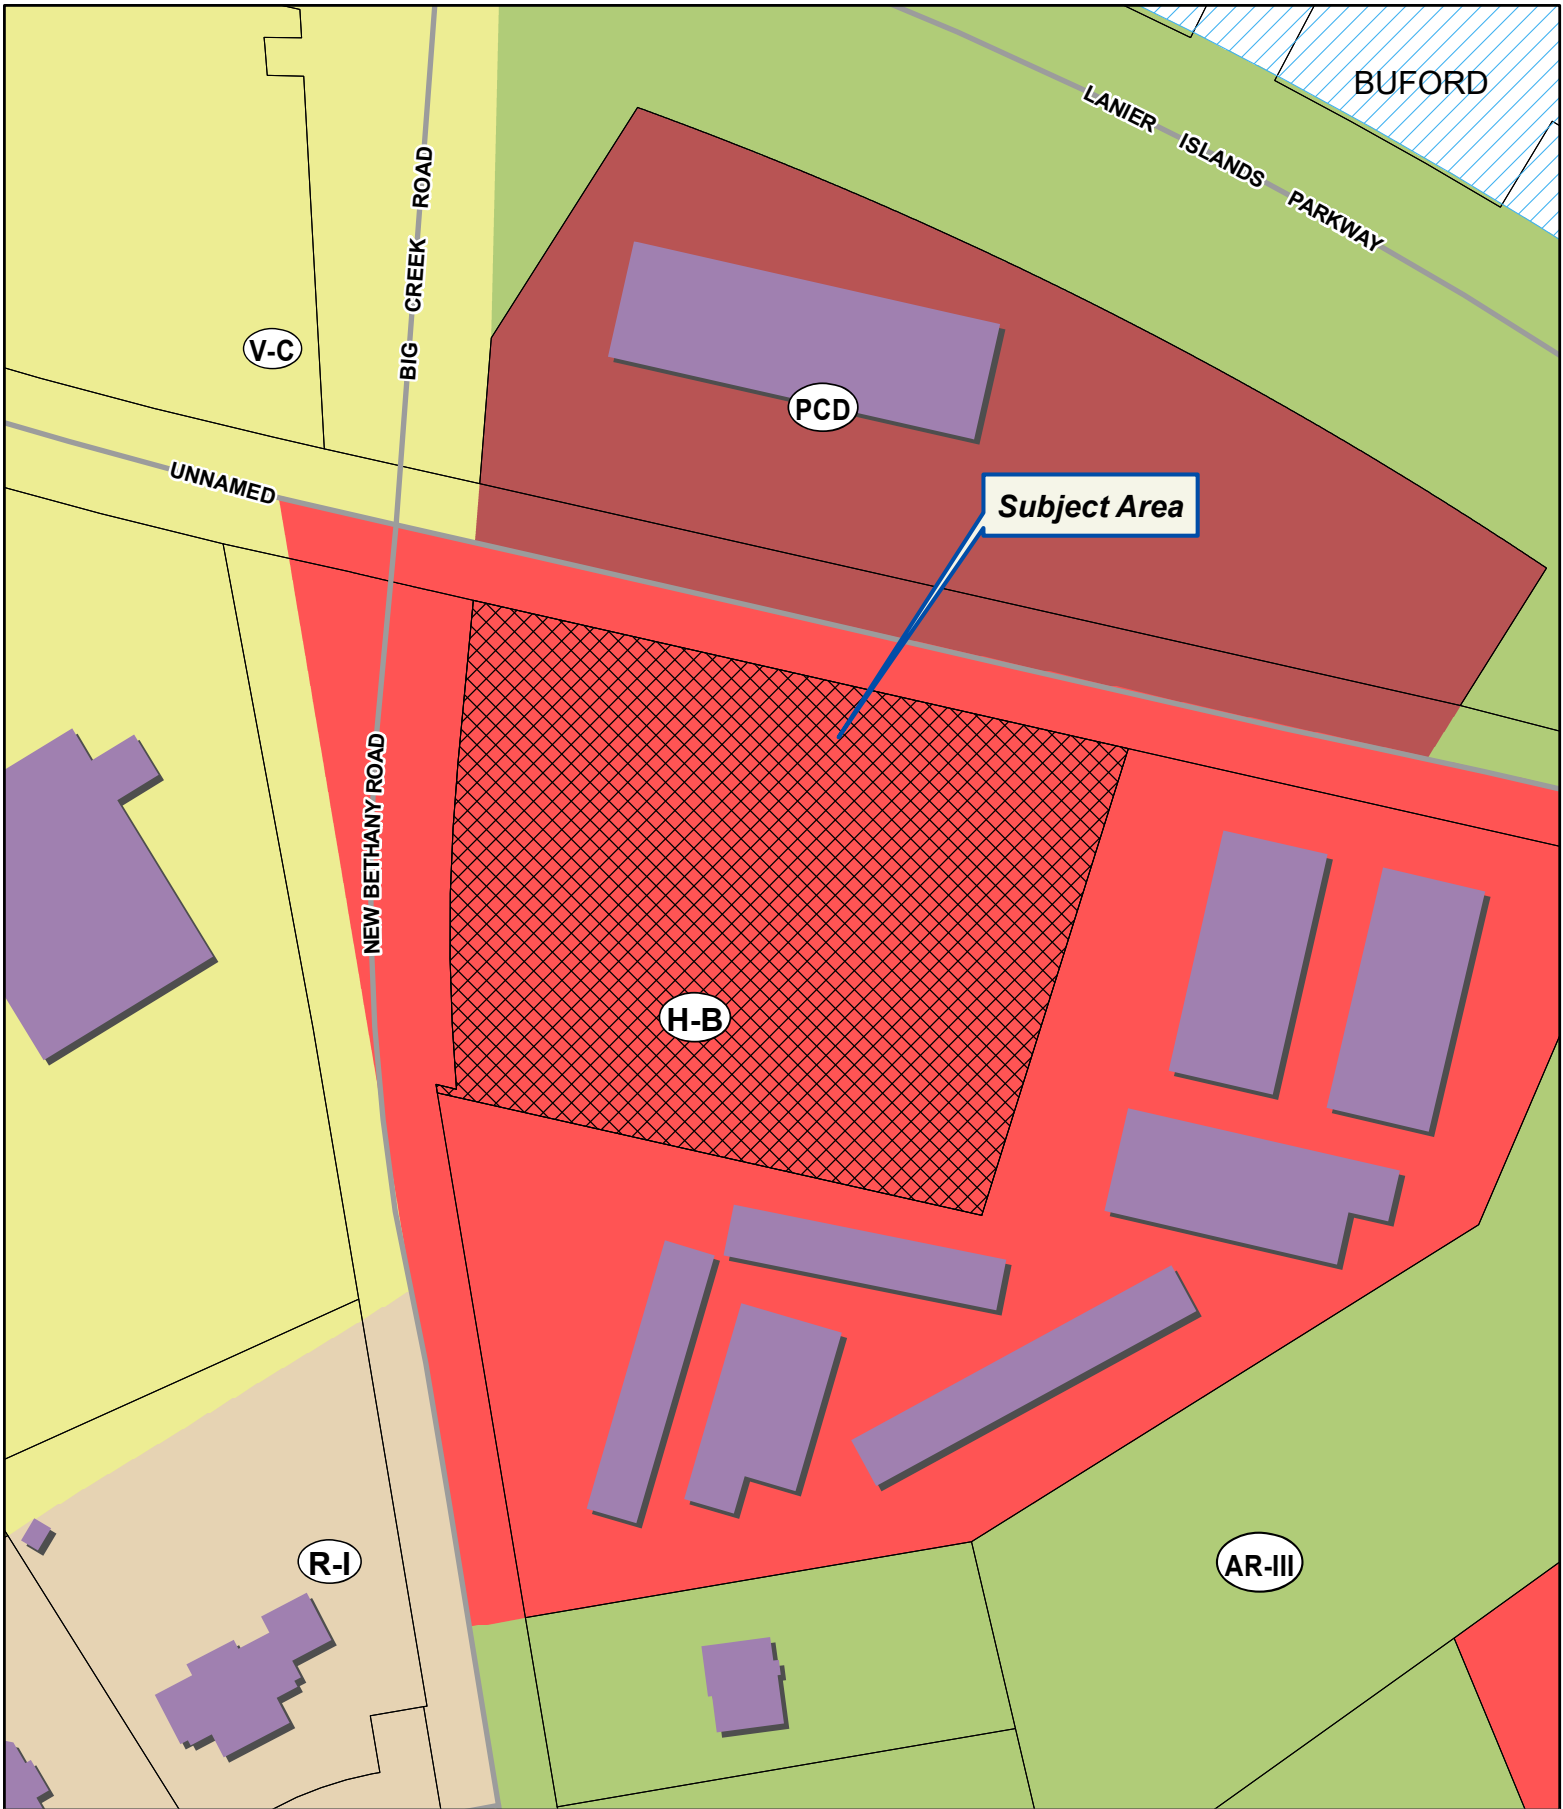 BUFORD
LANIER ISLANDS PARKWAY
BIG CREEK ROAD
V-C
PCD
UNNAMED
Subject Area
NEW BETHANY ROAD
H-B
R-I
AR-III